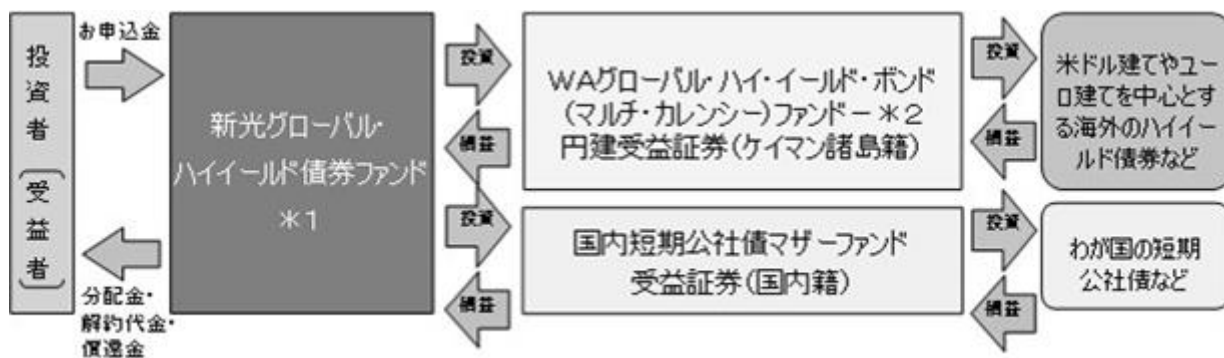 投資者(受益者)
お申込金
分配金・
解約代金・
償還金
新光グローバル・
ハイイールド債券ファンド
＊1
投資
損益
投資
損益
WAグローバル・ハイ・イールド・ボンド
(マルチ・カレンシー)ファンド－＊2
円建受益証券(ケイマン諸島籍)
国内短期公社債マザーファンド
受益証券(国内籍)
投資
損益
投資
損益
米ドル建てやユー
ロ建てを中心とす
る海外のハイイー
ルド債券など
わが国の短期
公社債など